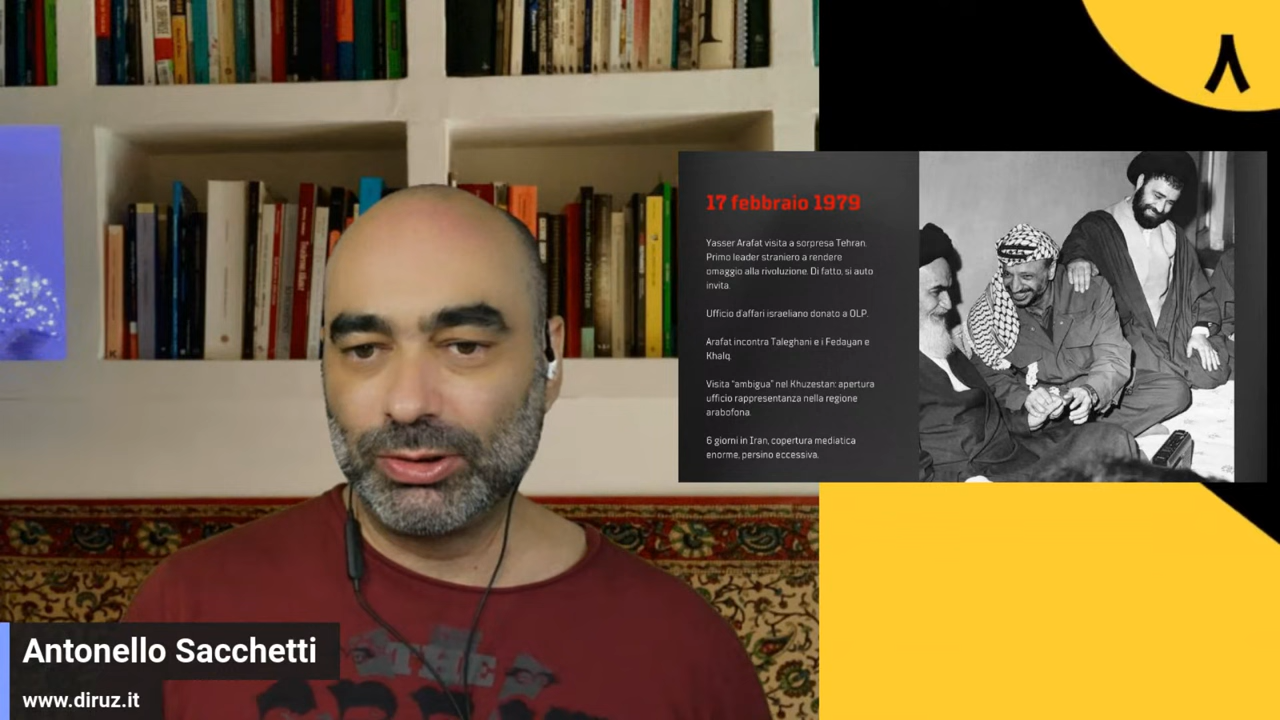 17 febbraio 1979
Yasser Arafat visita a sorpresa Tehran.
Primo leader straniero a rendere
omaggio alla rivoluzione. Di fatto, si auto
invita.
Ufficio d'affari israeliano donato a OLP.
Arafat incontra Taleghani e i Fedayan e
Khalq.
Visita "ambigua" nel Khuzestan: apertura
ufficio rappresentanza nella regione
arabofona.
6 giorni in Iran, copertura mediatica
enorme, persino eccessiva.
THE
Antonello Sacchetti
www.diruz.it